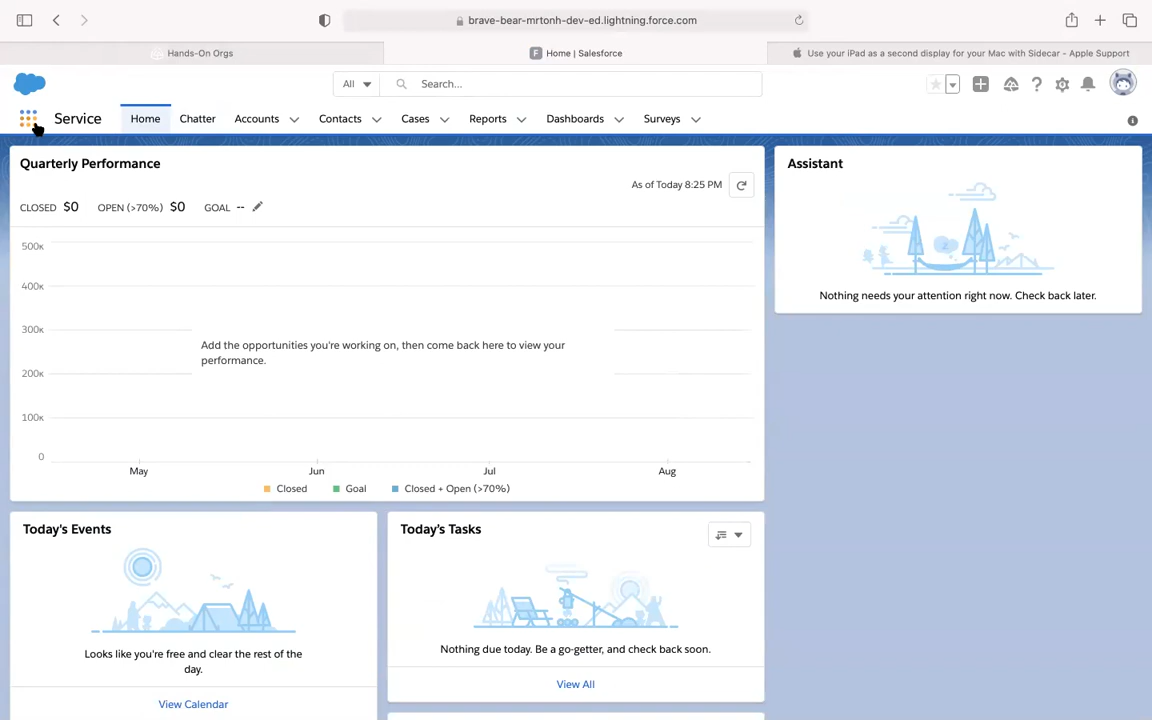 brave-bear-mrtonh-dev-ed.lightning.force.com
Hands-On Orgs
Home | Salesforce
Use your iPad as a second display for your Mac with Sidecar - Apple Support
All
Search...
Service
Home
Chatter
Accounts
Contacts
Cases
Reports
Dashboards
Surveys
Quarterly Performance
As of Today 8:25 PM
CLOSED $0 OPEN (>70%) $0 GOAL --
500K
400K
300K
200K
100K
0
Add the opportunities you're working on, then come back here to view your
performance.
May
Jun
Jul
Aug
Closed
Goal
Closed + Open (>70%)
Assistant
Nothing needs your attention right now. Check back later.
Today's Events
Looks like you're free and clear the rest of the
day.
View Calendar
Today's Tasks
Nothing due today. Be a go-getter, and check back soon.
View All